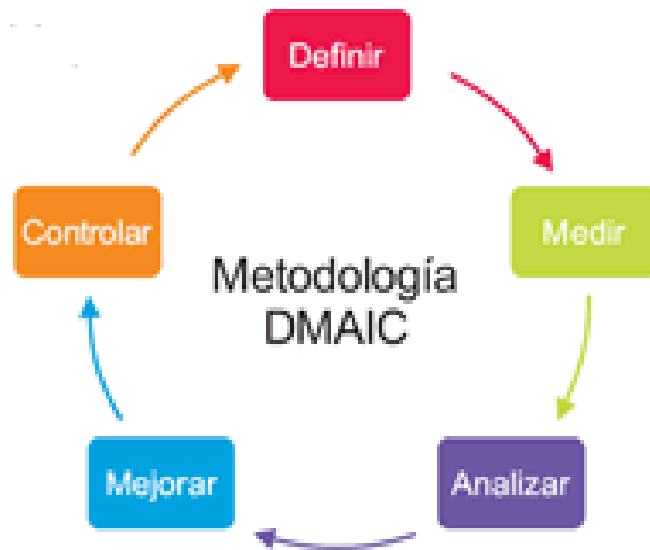 Definir
Controlar
Medir
Metodología
DMAIC
Mejorar
Analizar